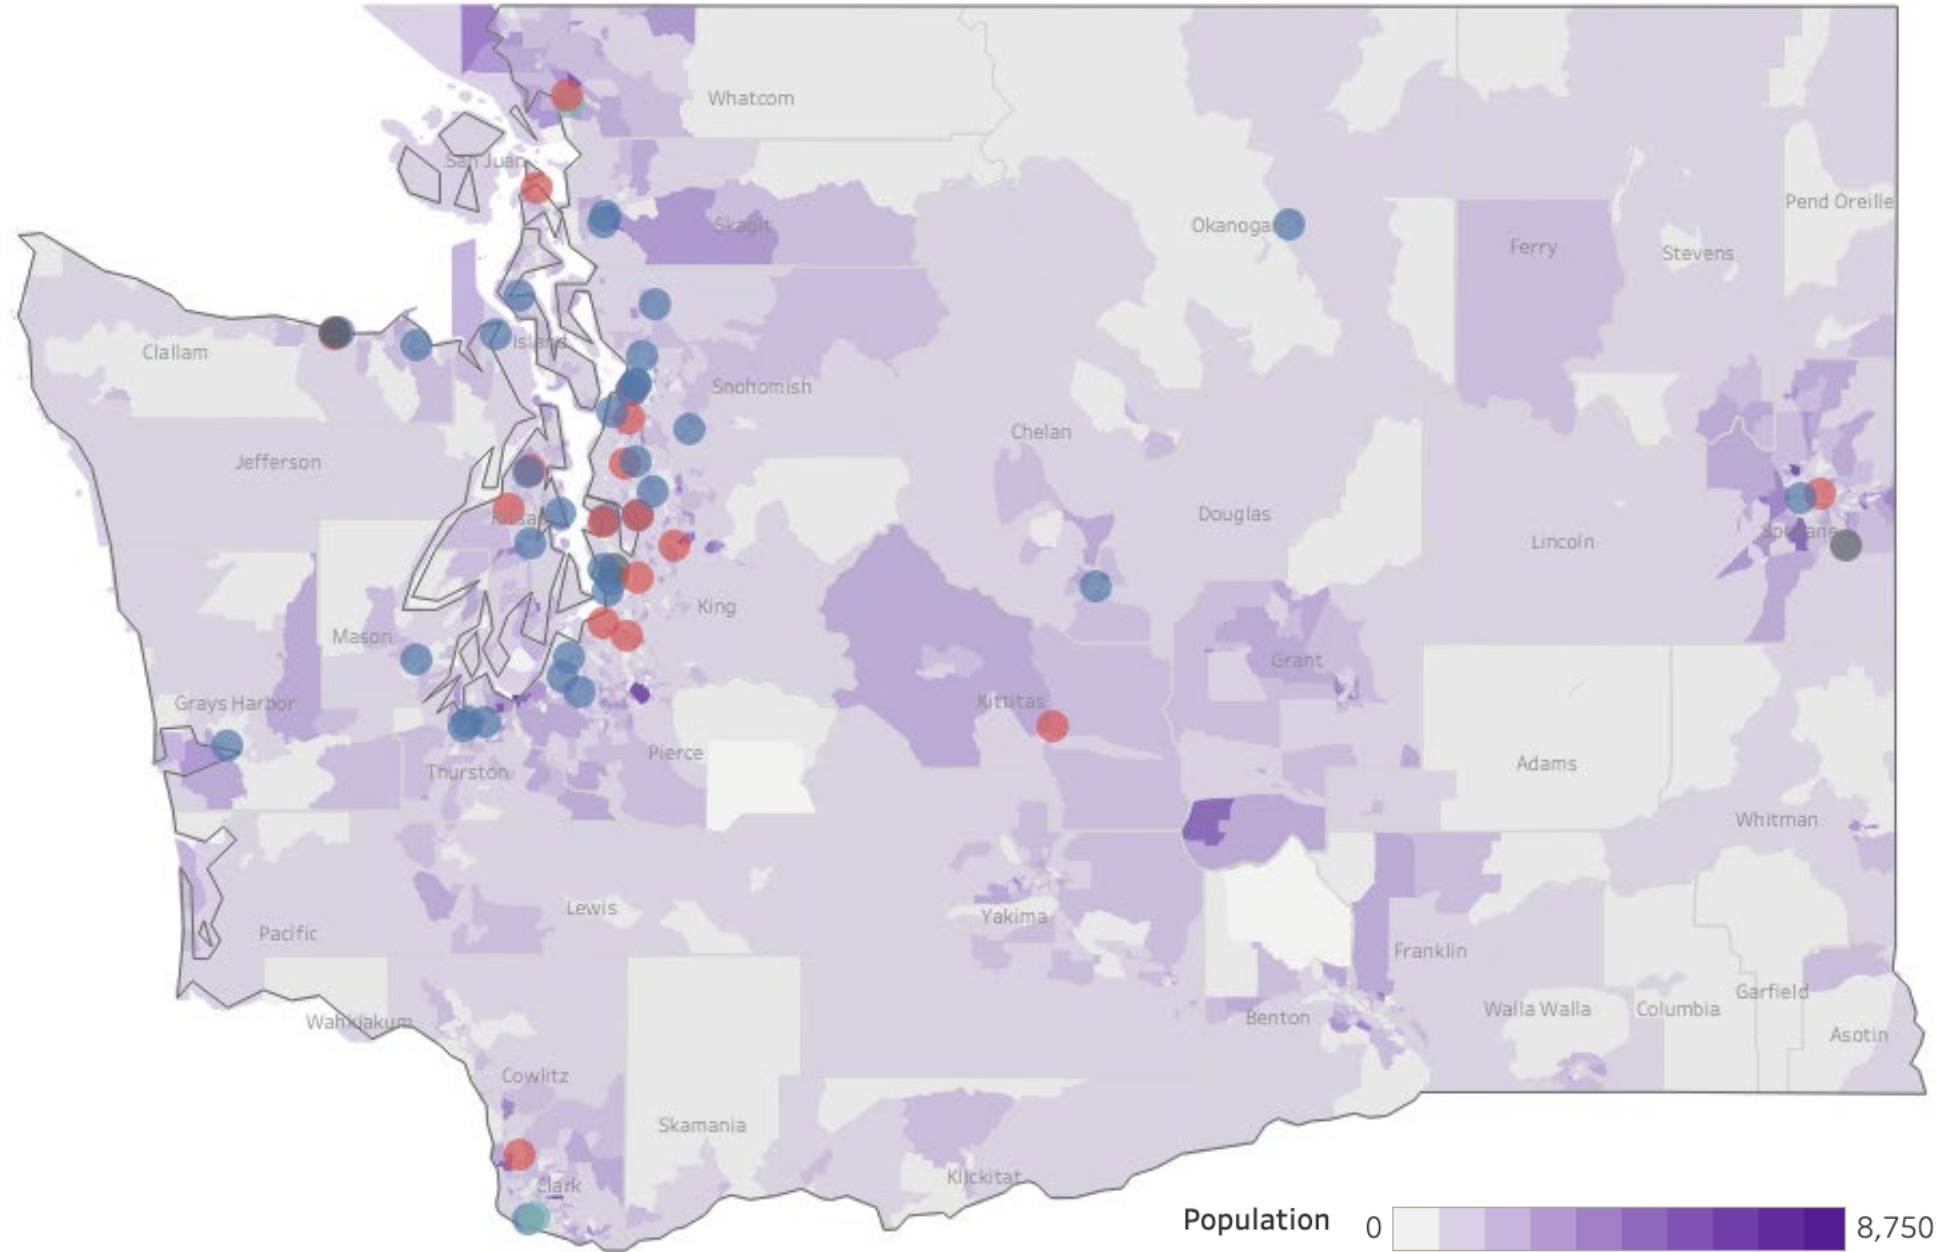 Whatcom
San Juan
Skagit
Okanogan
Pend Oreille
Ferry
Stevens
Clallam
Island
Snohomish
Chelan
Jefferson
Douglas
Kitsap
Lincoln
Spokane
King
Mason
Grant
Grays Harbor
Kittitas
Pierce
Thurston
Adams
Whitman
Lewis
Yakima
Pacific
Franklin
Garfield
Wahkiakum
Benton
Walla Walla
Columbia
Asotin
Cowlitz
Skamania
Klickitat
Clark
Population 0 8,750